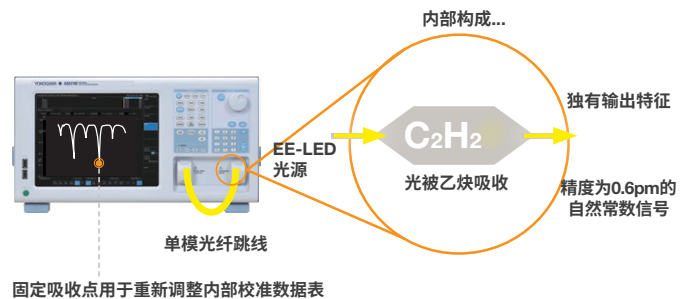 内部构成...
YOKOGAWA
独有输出特征
C₂H₂
EE-LED
光源
光被乙炔吸收
精度为0.6pm的
自然常数信号
单模光纤跳线
固定吸收点用于重新调整内部校准数据表